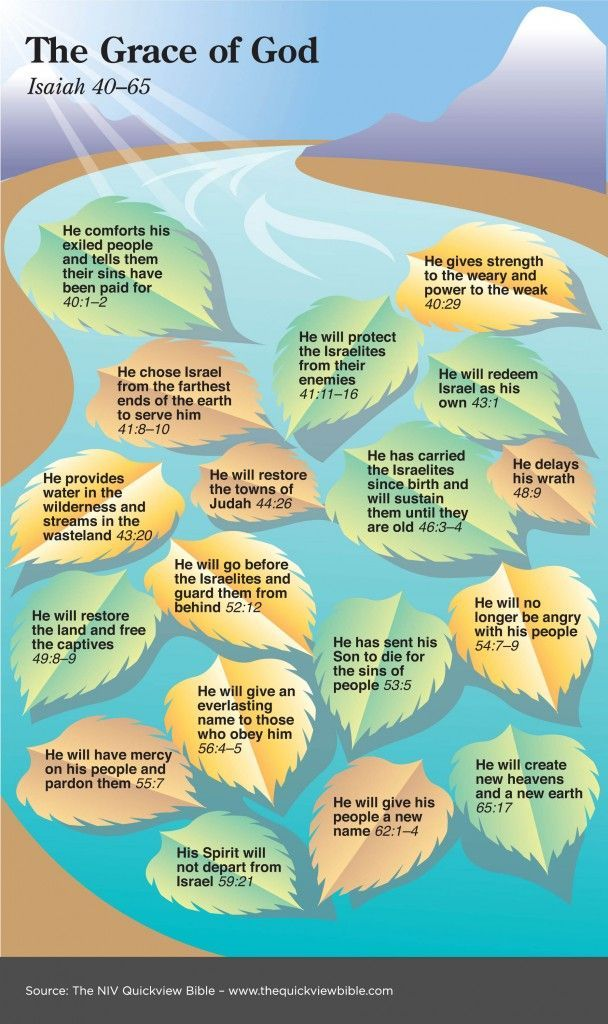 The Grace of God
Isaiah 40–65
He comforts his
exiled people
and tells them
their sins have
been paid for
40:1–2
He gives strength
to the weary and
power to the weak
40:29
He will protect
the Israelites
from their
enemies
41:11–16
He chose Israel
from the farthest
ends of the earth
to serve him
41:8–10
He will redeem
Israel as his
own 43:1
He provides
water in the
wilderness and
streams in the
wasteland 43:20
He will restore
the towns of
Judah 44:26
He has carried
the Israelites
since birth and
will sustain
them until they
are old 46:3–4
He delays
his wrath
48:9
He will go before
the Israelites and
guard them from
behind 52:12
He will restore
the land and free
the captives
49:8–9
He has sent his
Son to die for
the sins of
people 53:5
He will no
longer be angry
with his people
54:7–9
He will give an
everlasting
name to those
who obey him
56:4–5
He will have mercy
on his people and
pardon them 55:7
He will create
new heavens
and a new earth
65:17
He will give his
people a new
name 62:1–4
His Spirit will
not depart from
Israel 59:21
Source: The NIV Quickview Bible – www.thequickviewbible.com